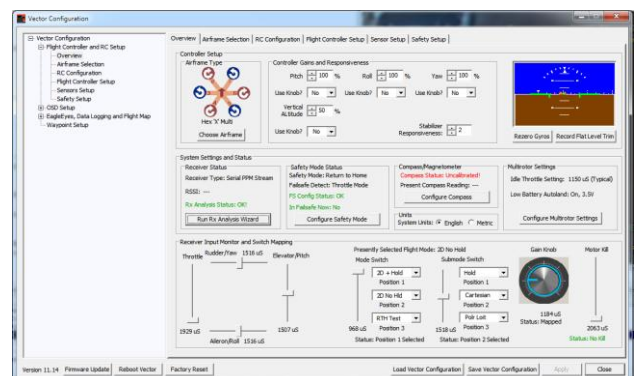 Vector Configuration
Vector Configuration
Flight Controller and RC Setup
Overview
Airframe Selection
RC Configuration
Flight Controller Setup
Sensors Setup
Safety Setup
OSD Setup
EagleEyes, Data Logging and Flight Map
Waypoint Setup
Overview Airframe Selection RC Configuration Flight Controller Setup Sensor Setup Safety Setup
Controller Setup
Airframe Type
Hex 'X' Multi
Choose Airframe
Controller Gains and Responsiveness
Pitch 100 % Roll 100 % Yaw 100 %
Use Knob? No Use Knob? No Use Knob? No
Vertical
Altitude 50 %
Use Knob? No
Stabilizer
Responsiveness: 2
Rezero Gyros Record Flat Level Trim
System Settings and Status
Receiver Status
Receiver Type: Serial PPM Stream
RSSI: ---
Rx Analysis Status: OK!
Run Rx Analysis Wizard
Safety Mode Status
Safety Mode: Return to Home
Failsafe Detect: Throttle Mode
FS Config Status: OK
In Failsafe Now: No
Configure Safety Mode
Compass/Magnetometer
Compass Status: Uncalibrated!
Present Compass Reading: ---
Configure Compass
Units
System Units: English Metric
Multirotor Settings
Idle Throttle Setting: 1150 uS (Typical)
Low Battery Autoland: On, 3.5V
Configure Multirotor Settings
Receiver Input Monitor and Switch Mapping
Throttle
1929 uS
Rudder/Yaw 1516 uS
Aileron/Roll 1516 uS
Elevator/Pitch
1507 uS
Presently Selected Flight Mode: 2D No Hold
Mode Switch
2D + Hold
Position 1
2D No Hld
Position 2
RTH Test
968 uS Position 3
Status: Position 1 Selected
Submode Switch
Hold
Position 1
Cartesian
Position 2
Polr Loit
1518 uS Position 3
Status: Position 2 Selected
Gain Knob
1184 uS
Status: Mapped
Motor Kill
2063 uS
Status: No Kill
Version 11.14 Firmware Update Reboot Vector Factory Reset Load Vector Configuration Save Vector Configuration Apply Close